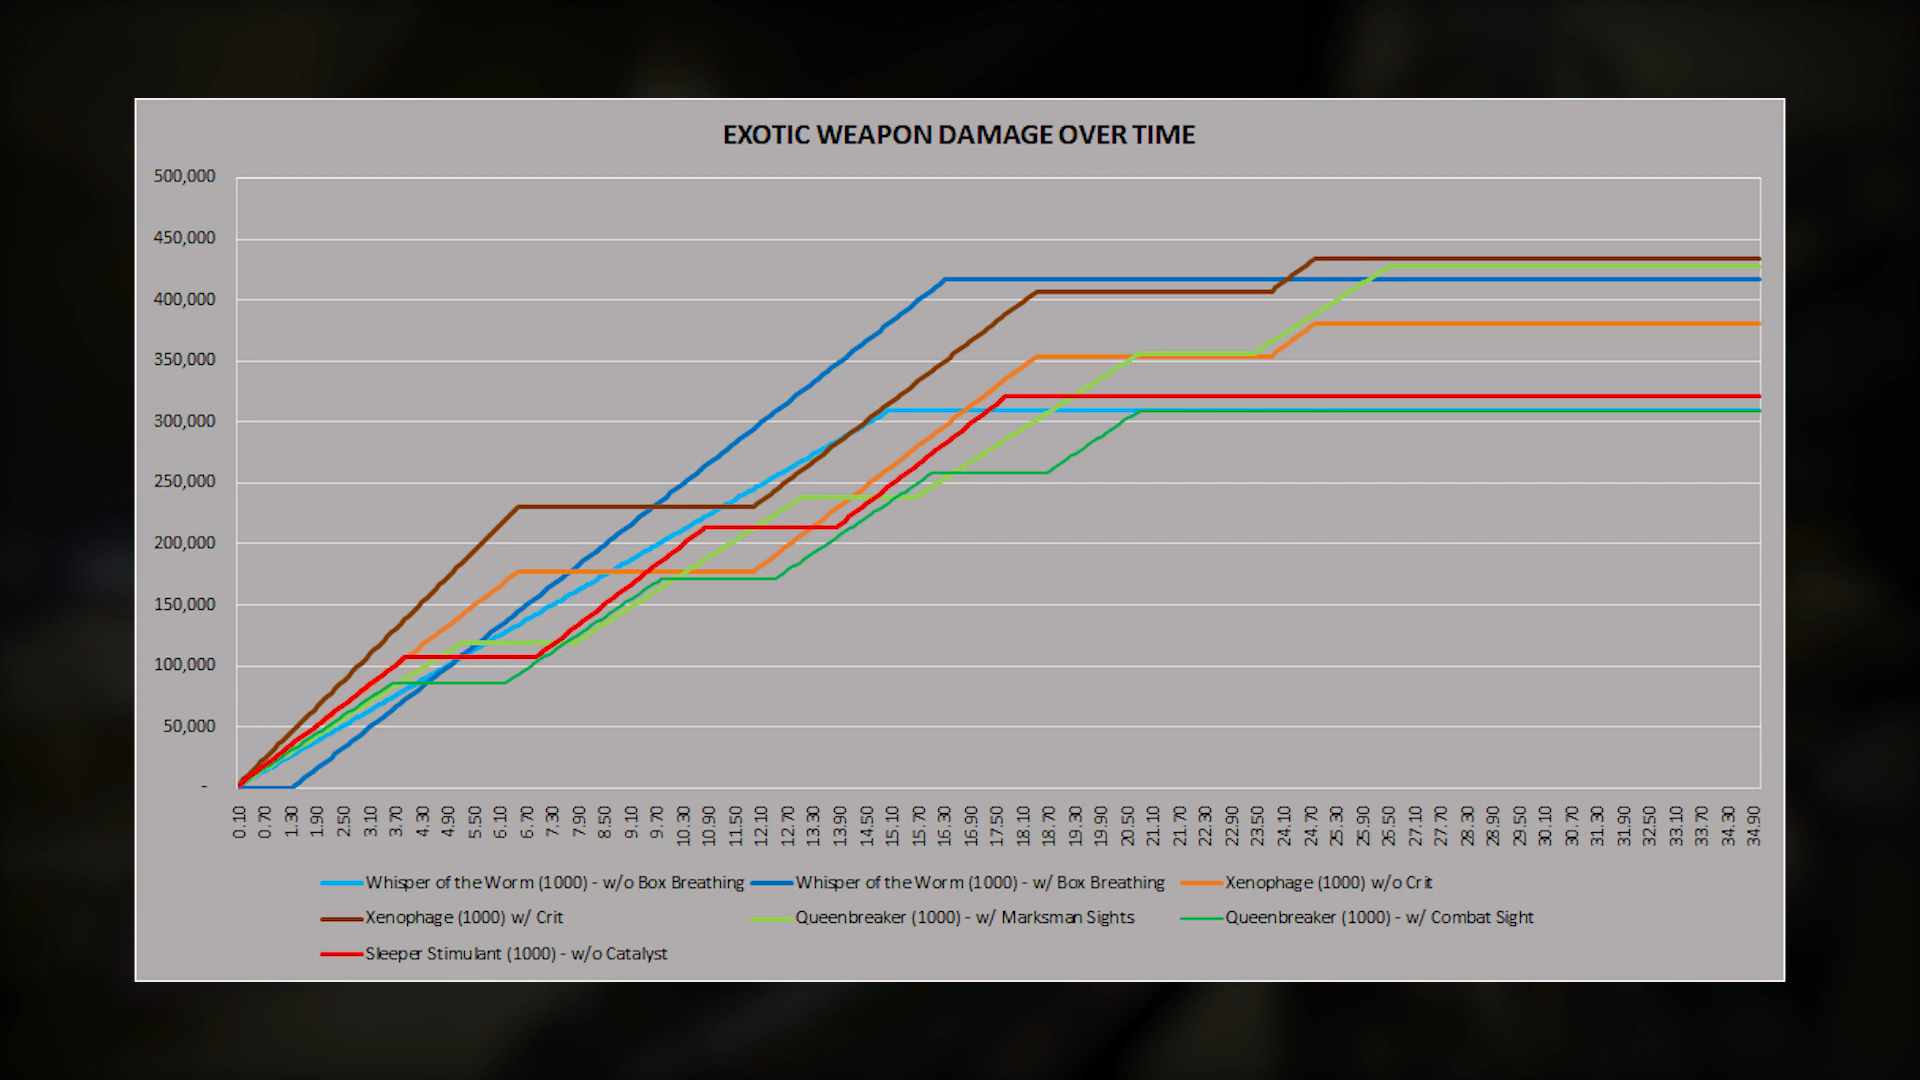 EXOTIC WEAPON DAMAGE OVER TIME
500,000
450,000
400,000
350,000
300,000
250,000
200,000
150,000
100,000
50,000
-
0.10 0.70 1.30 1.90 2.50 3.10 3.70 4.30 4.90 5.50 6.10 6.70 7.30 7.90 8.50 9.10 9.70 10.30 10.90 11.50 12.10 12.70 13.30 13.90 14.50 15.10 15.70 16.30 16.90 17.50 18.10 18.70 19.30 19.90 20.50 21.10 21.70 22.30 22.90 23.50 24.10 24.70 25.30 25.90 26.50 27.10 27.70 28.30 28.90 29.50 30.10 30.70 31.30 31.90 32.50 33.10 33.70 34.30 34.90
Whisper of the Worm (1000) - w/o Box Breathing Whisper of the Worm (1000) - w/ Box Breathing Xenophage (1000) w/o Crit
Xenophage (1000) w/ Crit Queenbreaker (1000) - w/ Marksman Sights Queenbreaker (1000) - w/ Combat Sight
Sleeper Stimulant (1000) - w/o Catalyst